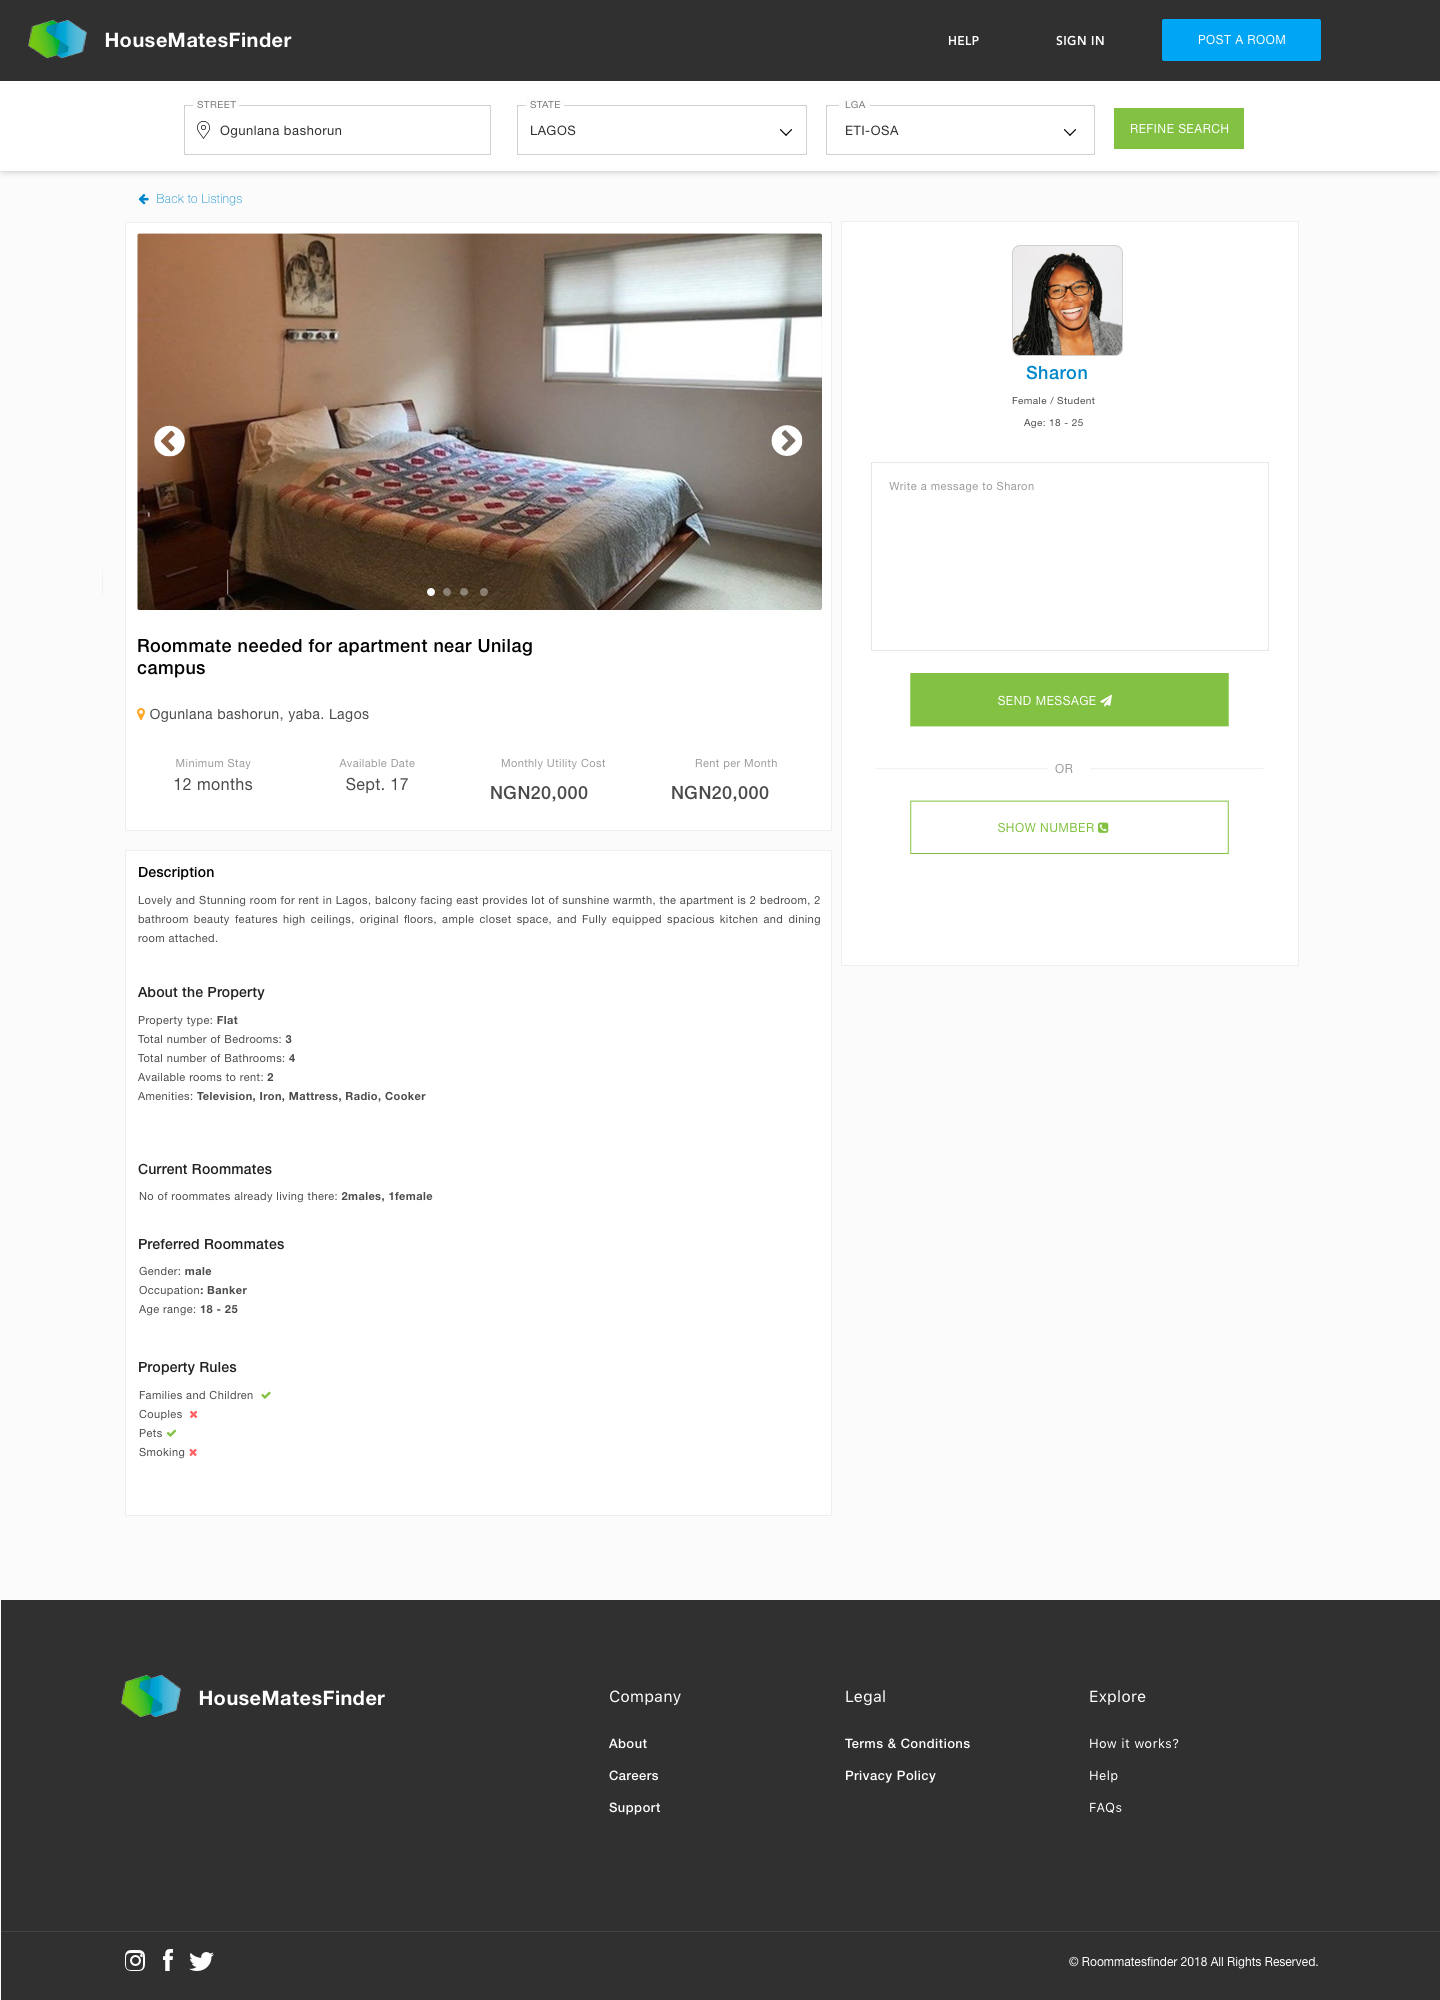 HouseMatesFinder
HELP
SIGN IN
POST A ROOM
STREET
Ogunlana bashorun
STATE
LAGOS
LGA
ETI-OSA
REFINE SEARCH
Back to Listings
Roommate needed for apartment near Unilag
campus
Ogunlana bashorun, yaba. Lagos
Minimum Stay
12 months
Available Date
Sept. 17
Monthly Utility Cost
NGN20,000
Rent per Month
NGN20,000
Sharon
Female / Student
Age: 18 - 25
Write a message to Sharon
SEND MESSAGE
OR
SHOW NUMBER
Description
Lovely and Stunning room for rent in Lagos, balcony facing east provides lot of sunshine warmth, the apartment is 2 bedroom, 2
bathroom beauty features high ceilings, original floors, ample closet space, and Fully equipped spacious kitchen and dining
room attached.
About the Property
Property type: Flat
Total number of Bedrooms: 3
Total number of Bathrooms: 4
Available rooms to rent: 2
Amenities: Television, Iron, Mattress, Radio, Cooker
Current Roommates
No of roommates already living there: 2males, 1female
Preferred Roommates
Gender: male
Occupation: Banker
Age range: 18 - 25
Property Rules
Families and Children
Couples
Pets
Smoking
HouseMatesFinder
Company
About
Careers
Support
Legal
Terms & Conditions
Privacy Policy
Explore
How it works?
Help
FAQs
© Roommatesfinder 2018 All Rights Reserved.